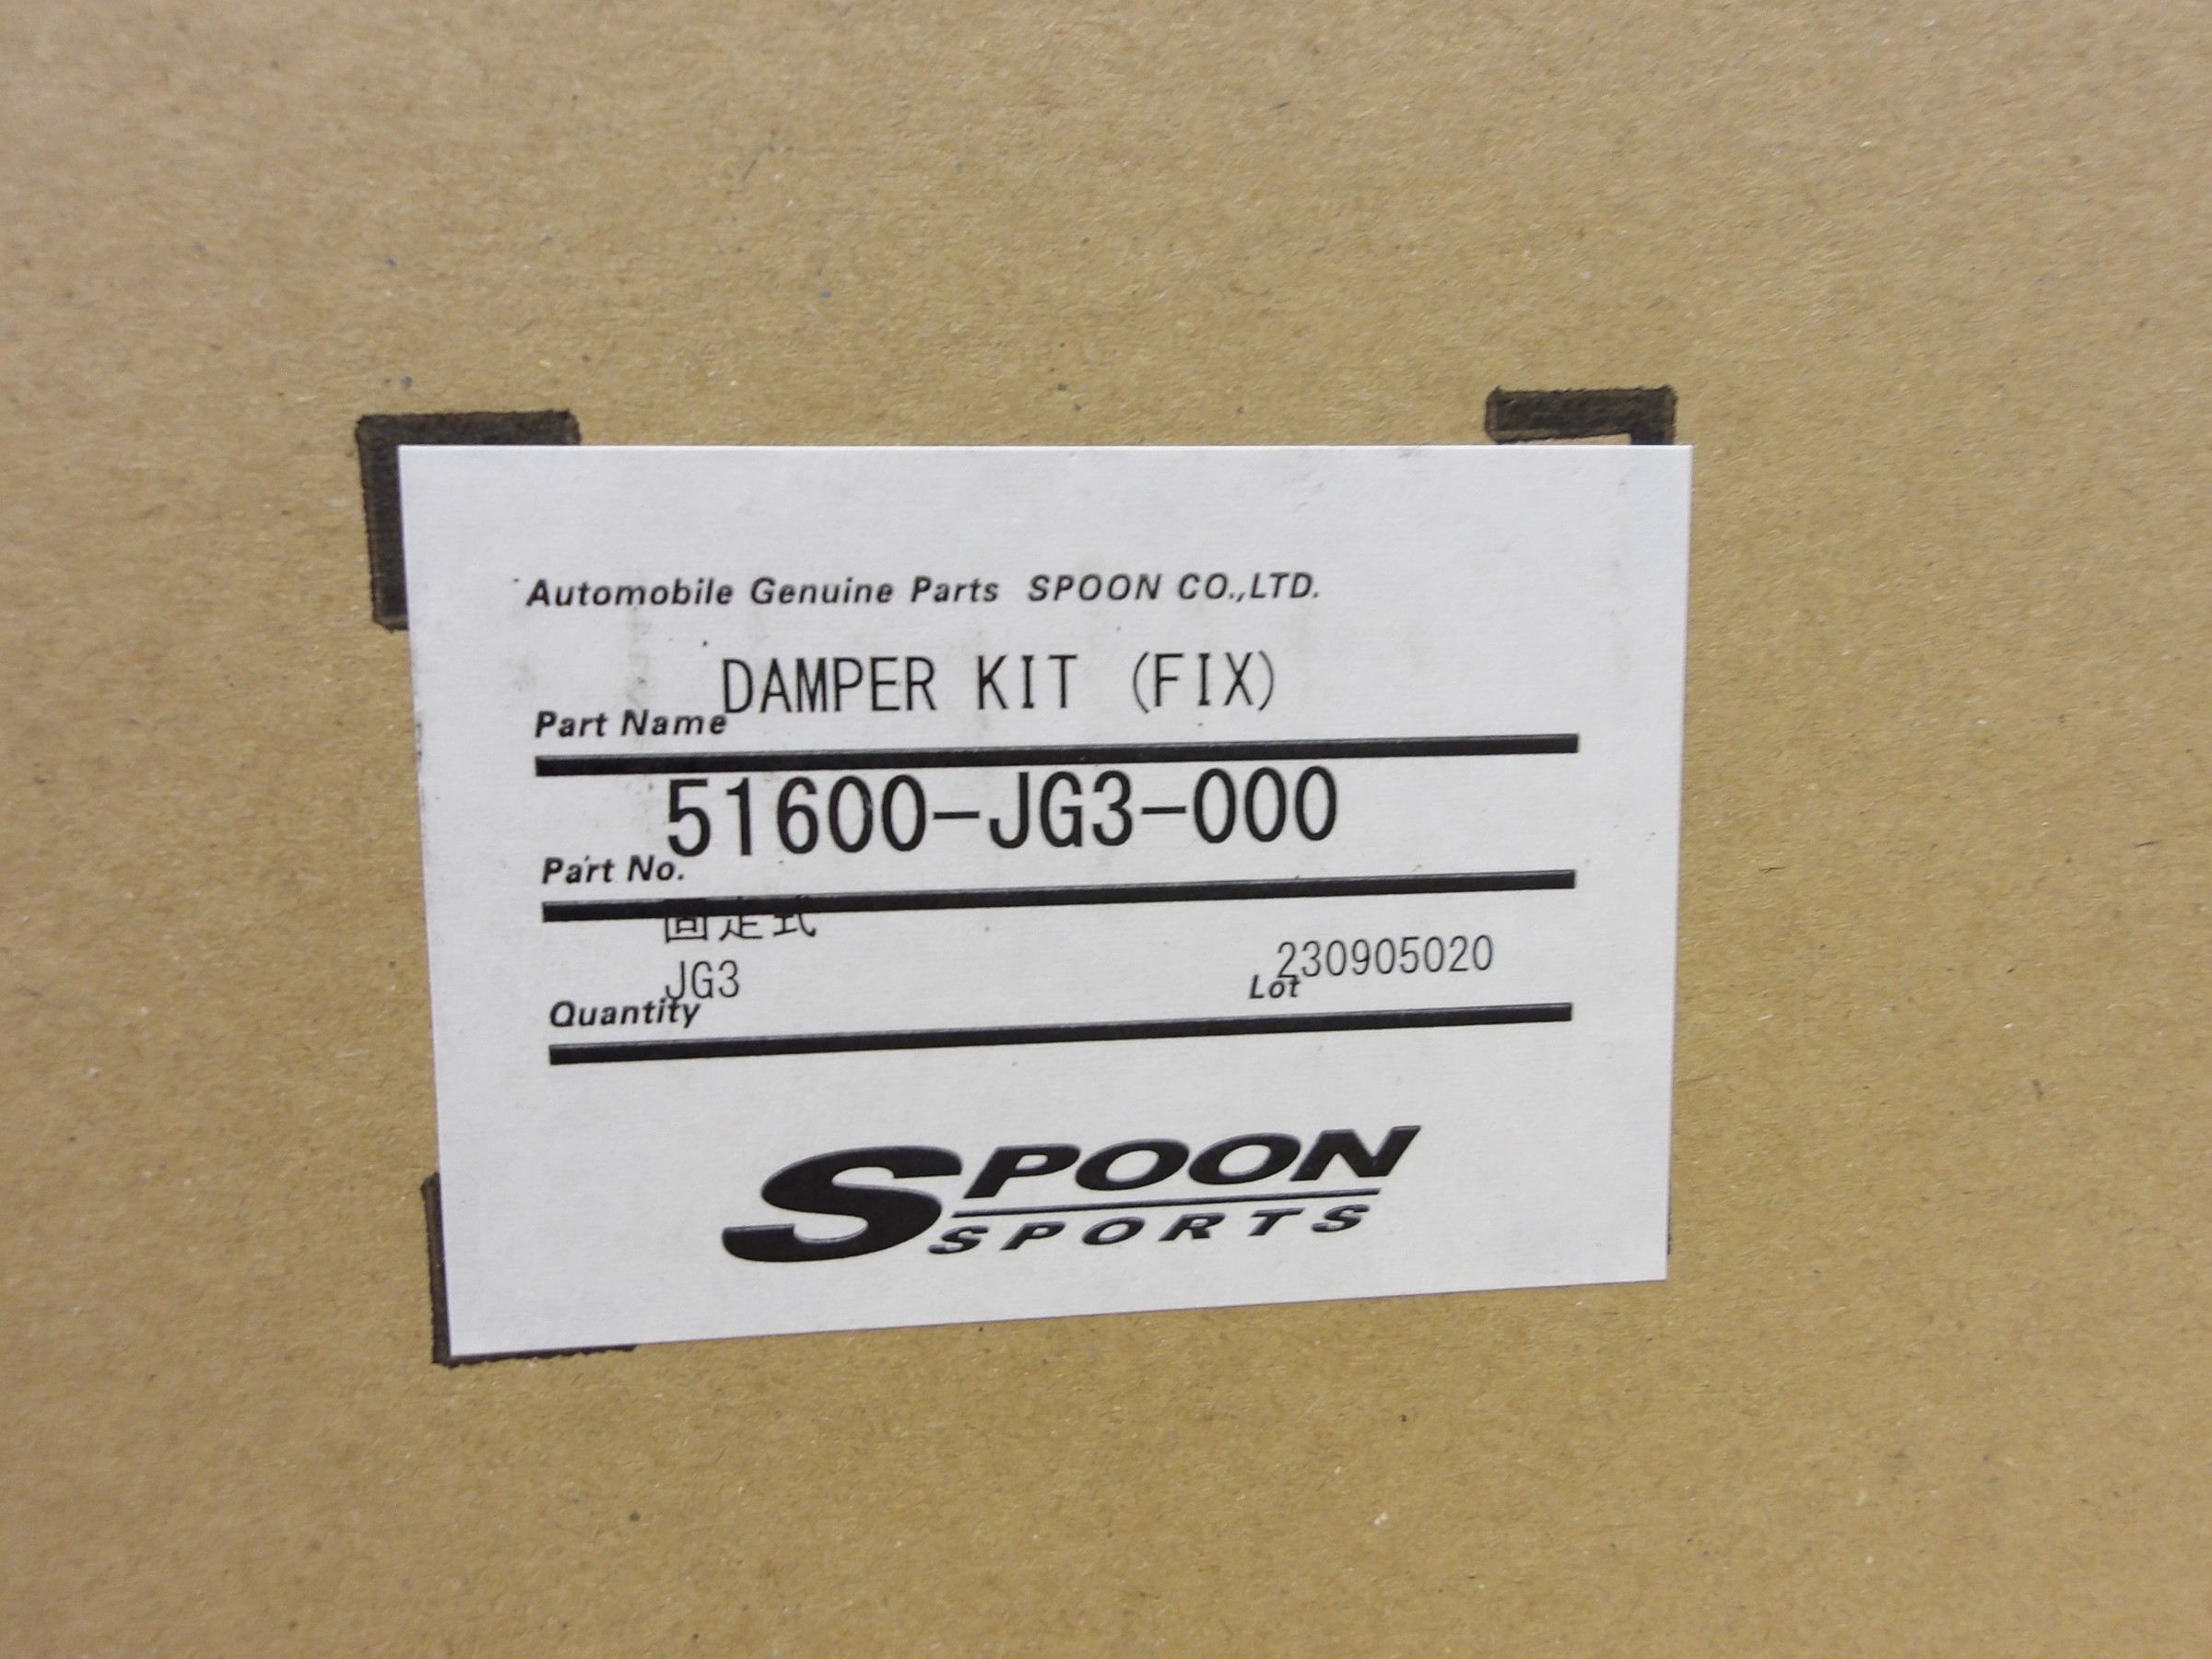 Automobile Genuine Parts SPOON CO.,LTD.
DAMPER KIT (FIX)
Part Name
51600-JG3-000
Part No.
固定式
JG3
230905020
Quantity
Lot
SPOON
SPORTS